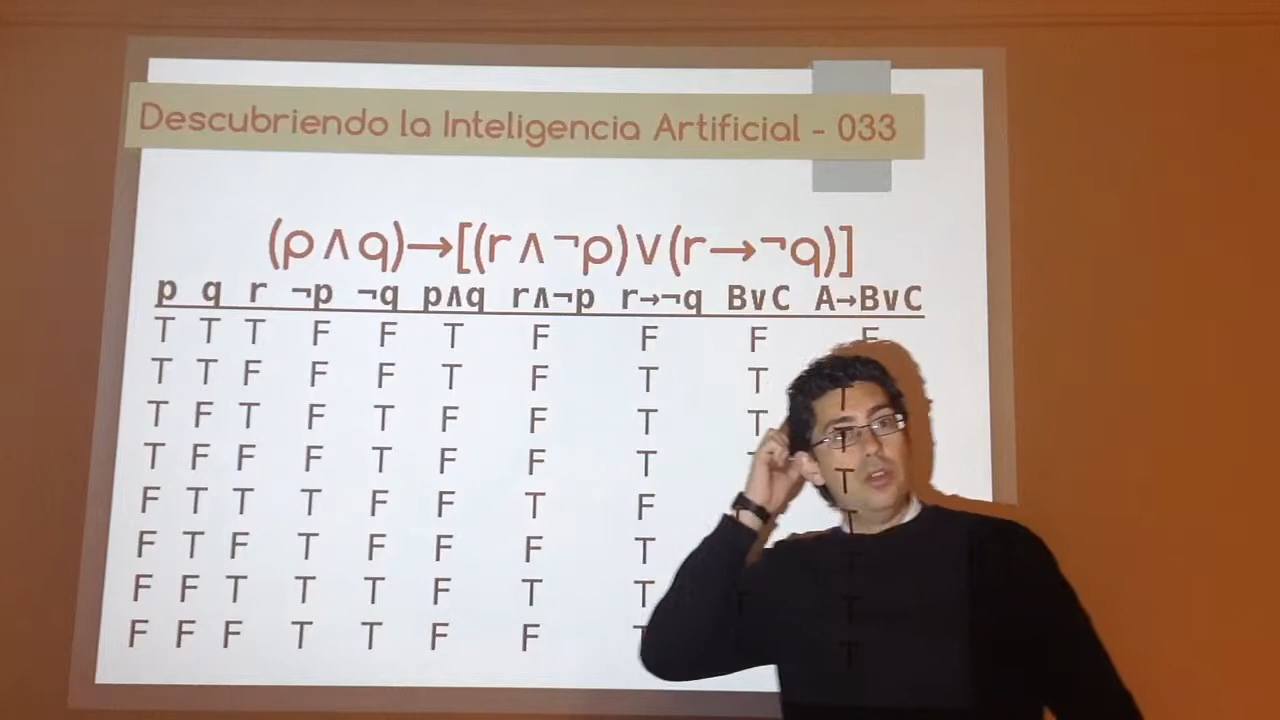 Descubriendo la Inteligencia Artificial - 033
(p∧q)→[(r∧¬p)∨(r→¬q)]
p q r ¬p ¬q p∧q r∧¬p r→¬q B∨C A→B∨C
T T T F F T F F F F
T T F F F T F T T T
T F T F T F F T T T
T F F F T F F T T
F T T T F F T F T
F T F T F F F T
F F T T T F T T T
F F F T T F F T